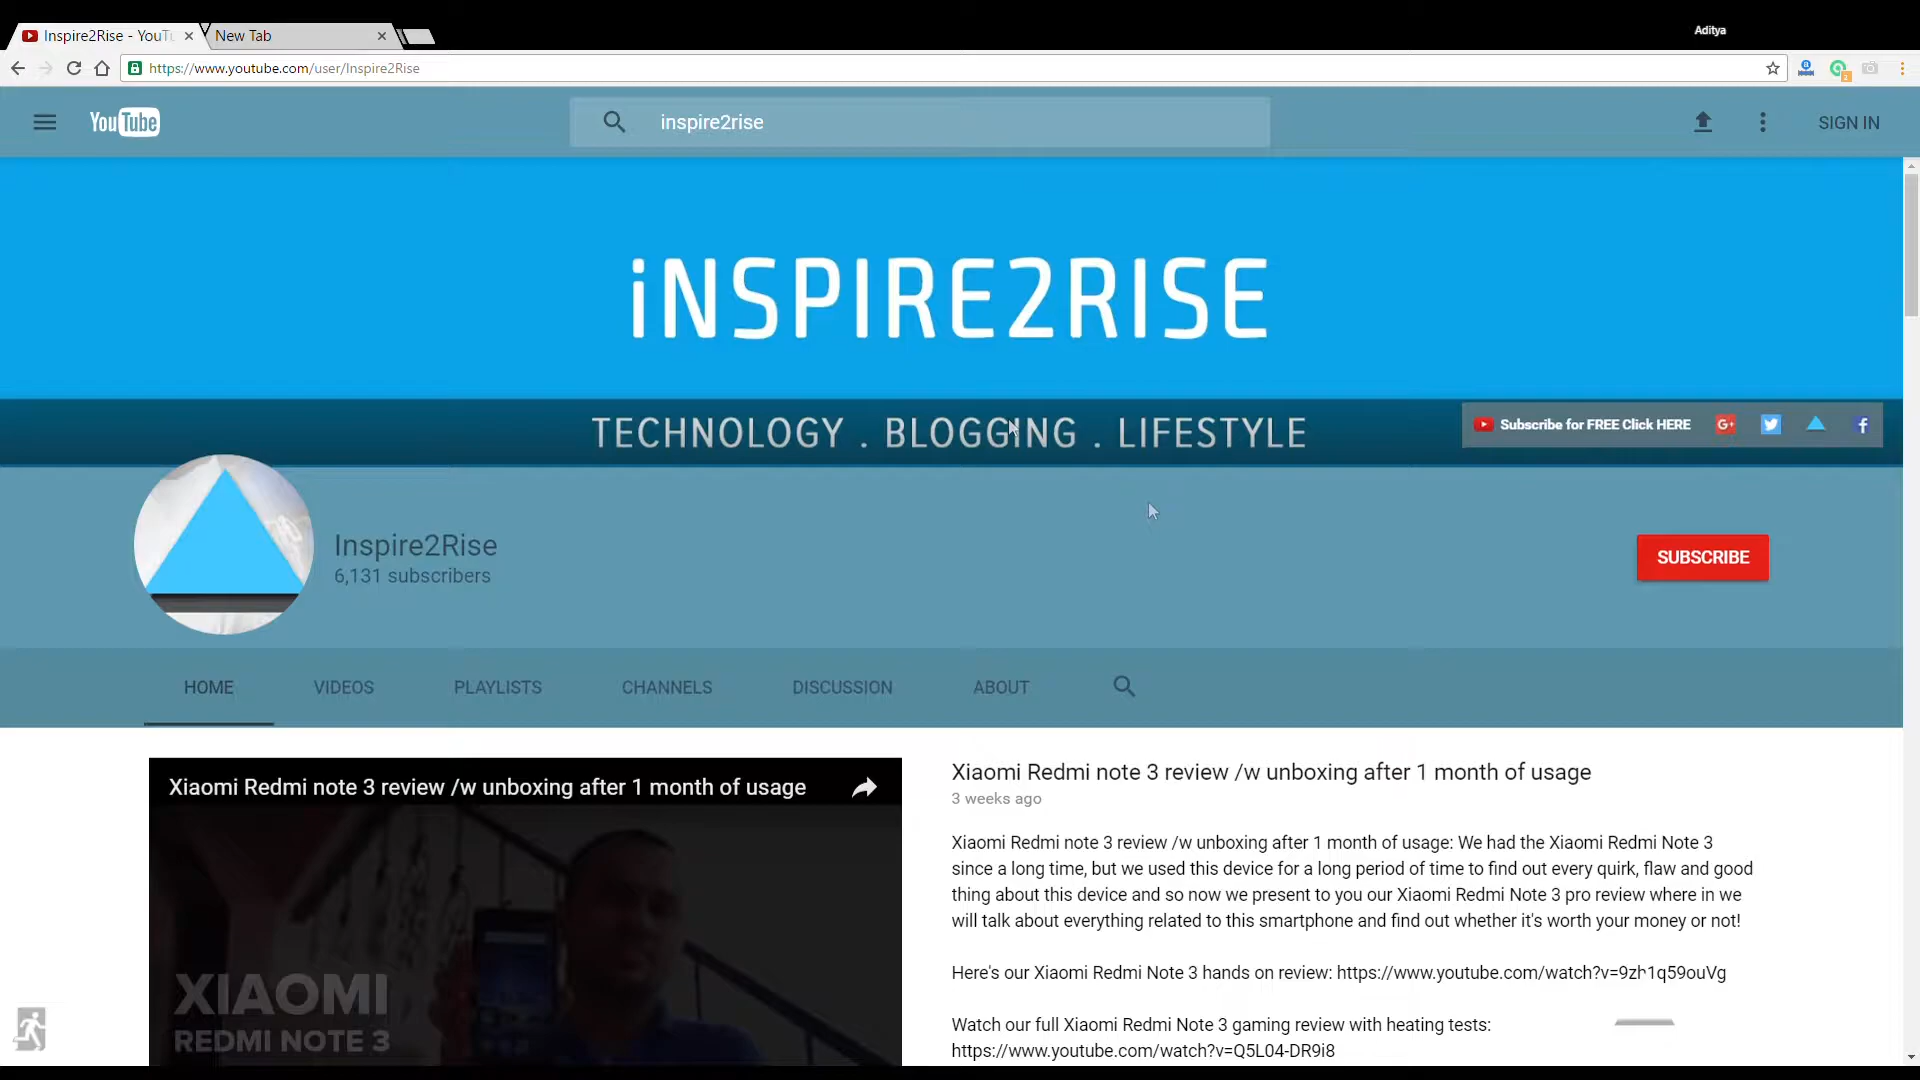 Aditya
Inspire2Rise - YouTu
New Tab
https://www.youtube.com/user/Inspire2Rise
YouTube
inspire2rise
SIGN IN
iNSPIRE2RISE
TECHNOLOGY . BLOGGING . LIFESTYLE
Subscribe for FREE Click HERE
G+
f
Inspire2Rise
6,131 subscribers
SUBSCRIBE
HOME
VIDEOS
PLAYLISTS
CHANNELS
DISCUSSION
ABOUT
Xiaomi Redmi note 3 review /w unboxing after 1 month of usage
XIAOMI
REDMI NOTE 3
Xiaomi Redmi note 3 review /w unboxing after 1 month of usage
3 weeks ago
Xiaomi Redmi note 3 review /w unboxing after 1 month of usage: We had the Xiaomi Redmi Note 3
since a long time, but we used this device for a long period of time to find out every quirk, flaw and good
thing about this device and so now we present to you our Xiaomi Redmi Note 3 pro review where in we
will talk about everything related to this smartphone and find out whether it's worth your money or not!
Here's our Xiaomi Redmi Note 3 hands on review: https://www.youtube.com/watch?v=9zh1q59ouVg
Watch our full Xiaomi Redmi Note 3 gaming review with heating tests:
https://www.youtube.com/watch?v=Q5L04-DR9i8